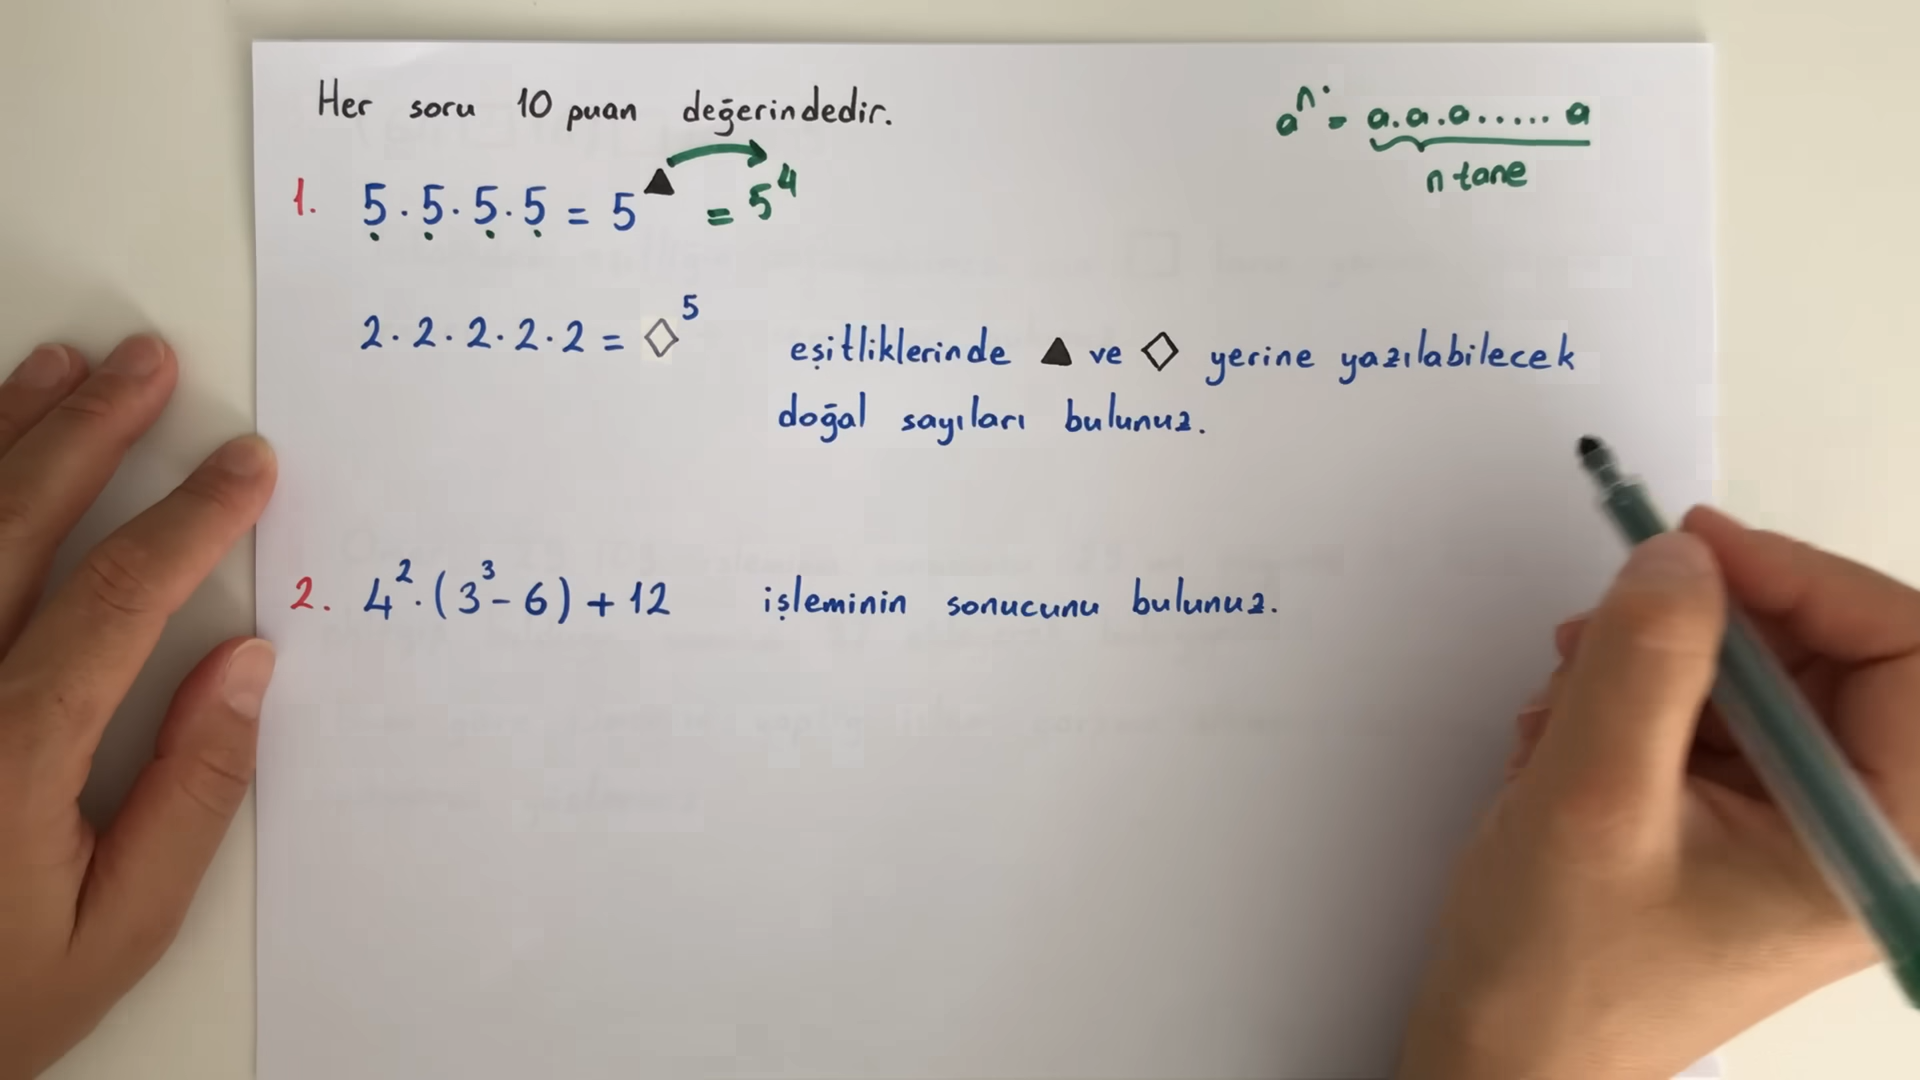 Her soru 10 puan değerindedir.
aⁿ = a.a.a..... a
n tane
1. 5 . 5 . 5 . 5 = 5^▲ = 5⁴
2 . 2 . 2 . 2 . 2 = ◇⁵
eşitliklerinde ▲ ve ◇ yerine yazılabilecek
doğal sayıları bulunuz.
2. 4² . (3³ - 6) + 12 işleminin sonucunu bulunuz.